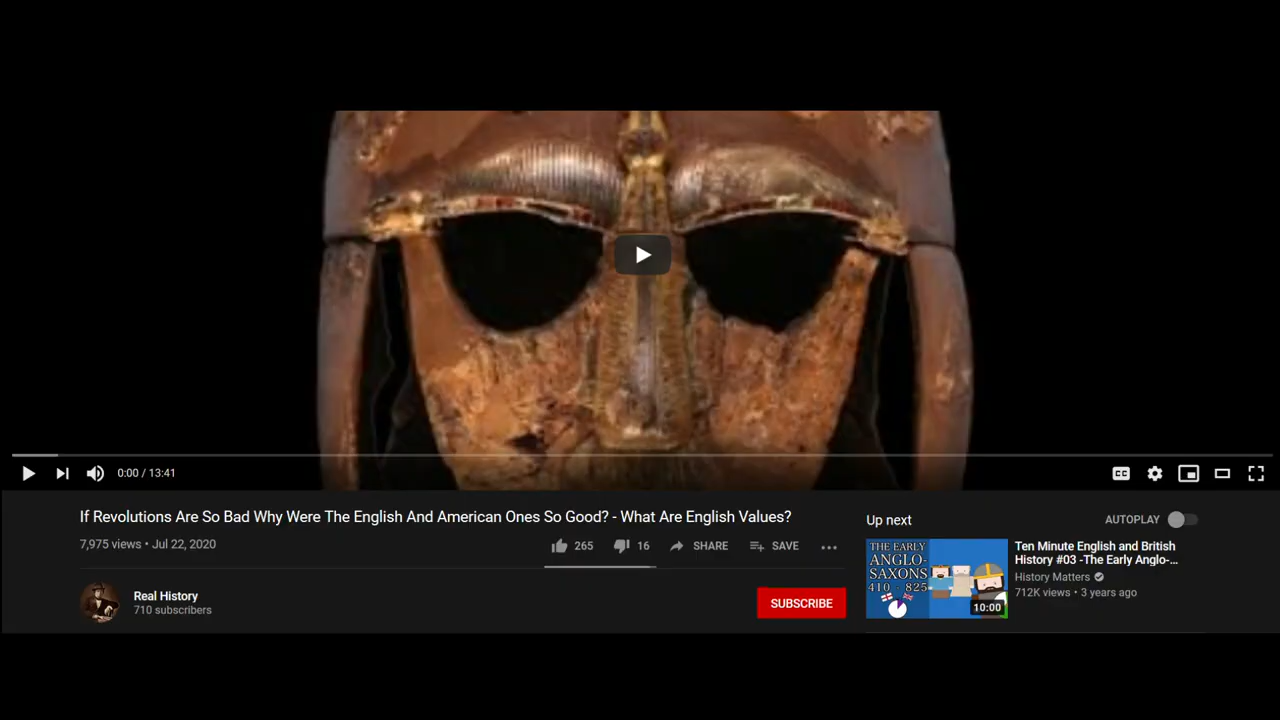 0:00 / 13:41
CC
If Revolutions Are So Bad Why Were The English And American Ones So Good? - What Are English Values?
7,975 views • Jul 22, 2020
265
16
SHARE
SAVE
Real History
710 subscribers
SUBSCRIBE
Up next
AUTOPLAY
THE EARLY
ANGLO-
SAXONS
410 - 825
10:00
Ten Minute English and British
History #03 -The Early Anglo-...
History Matters
712K views • 3 years ago